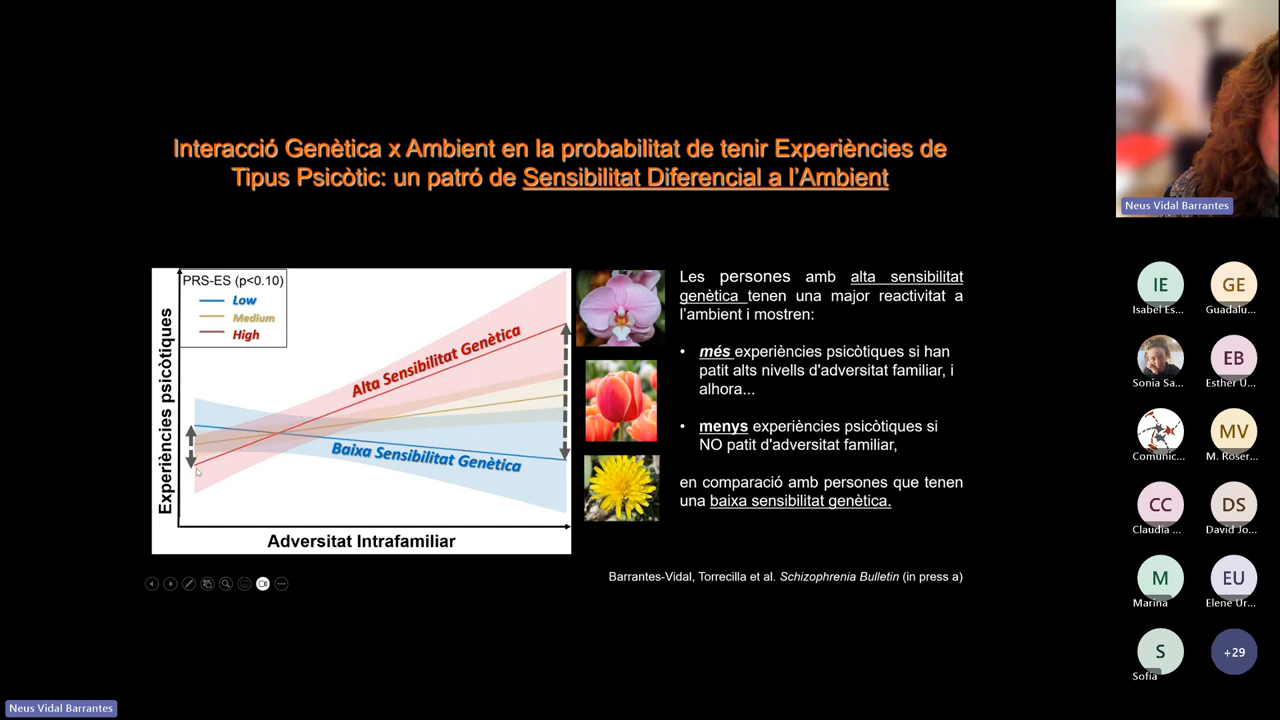 Interacció Genètica x Ambient en la probabilitat de tenir Experiències de
Tipus Psicòtic: un patró de Sensibilitat Diferencial a l'Ambient
PRS-ES (p<0.10)
Low
Medium
High
Experiències psicòtiques
Alta Sensibilitat Genètica
Baixa Sensibilitat Genètica
Adversitat Intrafamiliar
Les persones amb alta sensibilitat
genètica tenen una major reactivitat a
l'ambient i mostren:
• més experiències psicòtiques si han
patit alts nivells d'adversitat familiar, i
alhora...
• menys experiències psicòtiques si
NO patit d'adversitat familiar,
en comparació amb persones que tenen
una baixa sensibilitat genètica.
Barrantes-Vidal, Torrecilla et al. Schizophrenia Bulletin (in press a)
Neus Vidal Barrantes
IE
Isabel Es...
GE
Guadalu...
Sonia Sa...
EB
Esther U...
Comunic...
MV
M. Roser...
CC
Claudia ...
DS
David Jo...
M
Marina
EU
Elene Ur...
S
Sofía
+29
Neus Vidal Barrantes